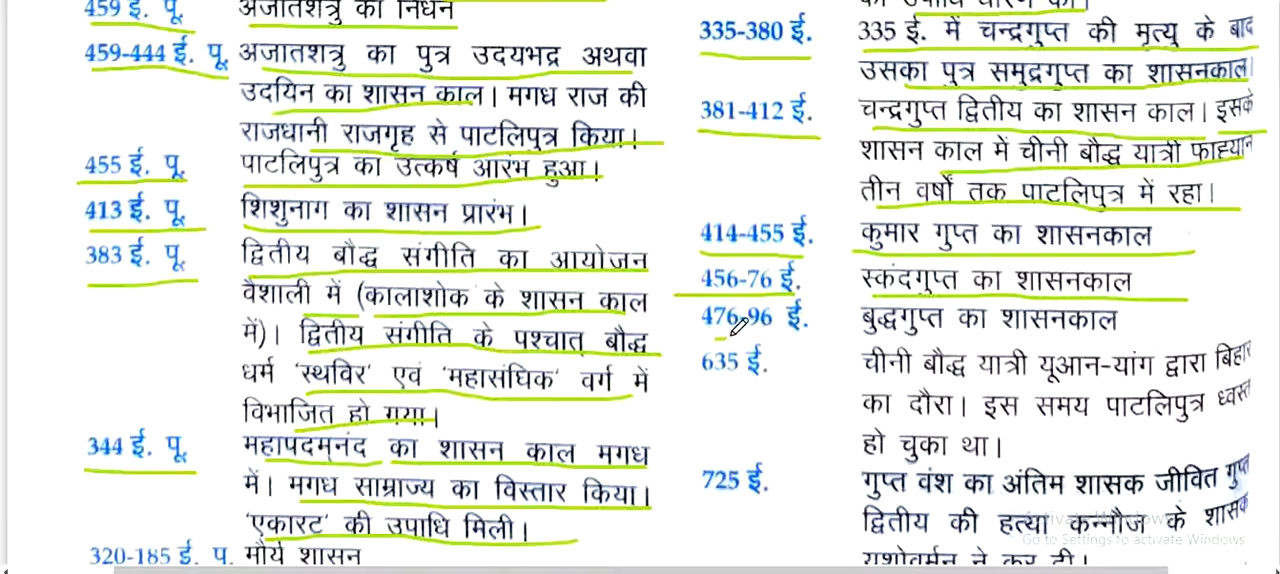 459 ई. पू. अजातशत्रु का निधन
459-444 ई. पू. अजातशत्रु का पुत्र उदयभद्र अथवा
उदयिन का शासन काल। मगध राज की
राजधानी राजगृह से पाटलिपुत्र किया।
455 ई. पू. पाटलिपुत्र का उत्कर्ष आरंभ हुआ।
413 ई. पू. शिशुनाग का शासन प्रारंभ।
383 ई. पू. द्वितीय बौद्ध संगीति का आयोजन
वैशाली में (कालाशोक के शासन काल
में)। द्वितीय संगीति के पश्चात् बौद्ध
धर्म 'स्थविर' एवं 'महासंघिक' वर्ग में
विभाजित हो गया।
344 ई. पू. महापदम्नंद का शासन काल मगध
में। मगध साम्राज्य का विस्तार किया।
'एकारट' की उपाधि मिली।
320-185 ई. पू. मौर्य शासन
की उपाधि धारण की।
335-380 ई. 335 ई. में चन्द्रगुप्त की मृत्यु के बाद
उसका पुत्र समुद्रगुप्त का शासनकाल।
381-412 ई. चन्द्रगुप्त द्वितीय का शासन काल। इसके
शासन काल में चीनी बौद्ध यात्री फाह्यान
तीन वर्षों तक पाटलिपुत्र में रहा।
414-455 ई. कुमार गुप्त का शासनकाल
456-76 ई. स्कंदगुप्त का शासनकाल
476-96 ई. बुद्धगुप्त का शासनकाल
635 ई. चीनी बौद्ध यात्री यूआन-यांग द्वारा बिहार
का दौरा। इस समय पाटलिपुत्र ध्वस्त
हो चुका था।
725 ई. गुप्त वंश का अंतिम शासक जीवित गुप्त
द्वितीय की हत्या कन्नौज के शासक
यशोवर्मन ने कर दी।
Activate Windows
Go to Settings to activate Windows